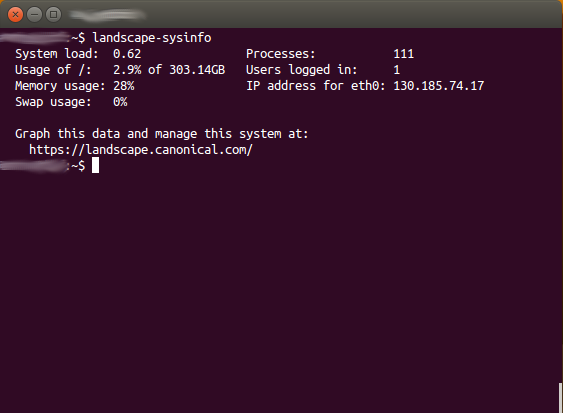 :~$ landscape-sysinfo
System load:  0.62               Processes:           111
Usage of /:   2.9% of 303.14GB   Users logged in:     1
Memory usage: 28%                IP address for eth0: 130.185.74.17
Swap usage:   0%
Graph this data and manage this system at:
https://landscape.canonical.com/
:~$